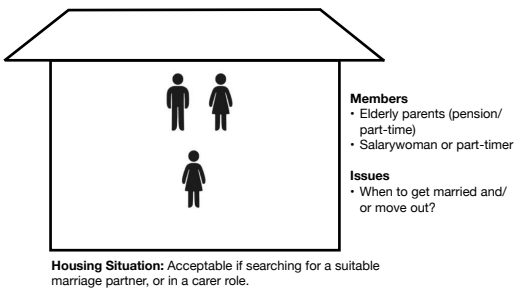 Members
• Elderly parents (pension/
part-time)
• Salarywoman or part-timer
Issues
• When to get married and/
or move out?
Housing Situation: Acceptable if searching for a suitable
marriage partner, or in a carer role.